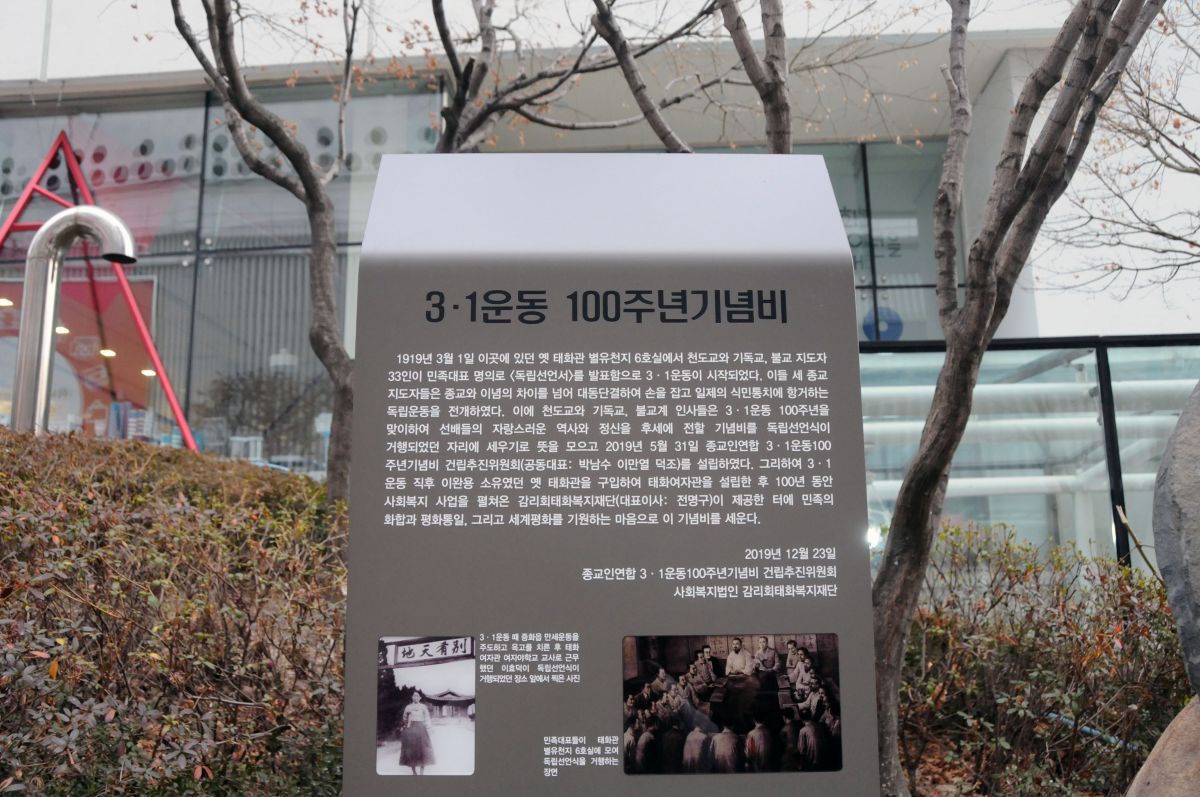 3·1운동 100주년기념비
1919년 3월 1일 이곳에 있던 옛 태화관 별유천지 6호실에서 천도교와 기독교, 불교 지도자
33인이 민족대표 명의로 〈독립선언서〉를 발표함으로 3·1운동이 시작되었다. 이들 세 종교
지도자들은 종교와 이념의 차이를 넘어 대동단결하여 손을 잡고 일제의 식민통치에 항거하는
독립운동을 전개하였다. 이에 천도교와 기독교, 불교계 인사들은 3·1운동 100주년을
맞이하여 선배들의 자랑스러운 역사와 정신을 후세에 전할 기념비를 독립선언식이
거행되었던 자리에 세우기로 뜻을 모으고 2019년 5월 31일 종교인연합 3·1운동100
주년기념비 건립추진위원회(공동대표: 박남수 이만열 덕조)를 설립하였다. 그리하여 3·1
운동 직후 이완용 소유였던 옛 태화관을 구입하여 태화여자관을 설립한 후 100년 동안
사회복지 사업을 펼쳐온 감리회태화복지재단(대표이사: 전명구)이 제공한 터에 민족의
화합과 평화통일, 그리고 세계평화를 기원하는 마음으로 이 기념비를 세운다.
2019년 12월 23일
종교인연합 3·1운동100주년기념비 건립추진위원회
사회복지법인 감리회태화복지재단
地天有別
3·1운동 때 중화읍 만세운동을
주도하고 옥고를 치른 후 태화
여자관 여자야학교 교사로 근무
했던 이효덕이 독립선언식이
거행되었던 장소 앞에서 찍은 사진
민족대표들이 태화관
별유천지 6호실에 모여
독립선언식을 거행하는
장면